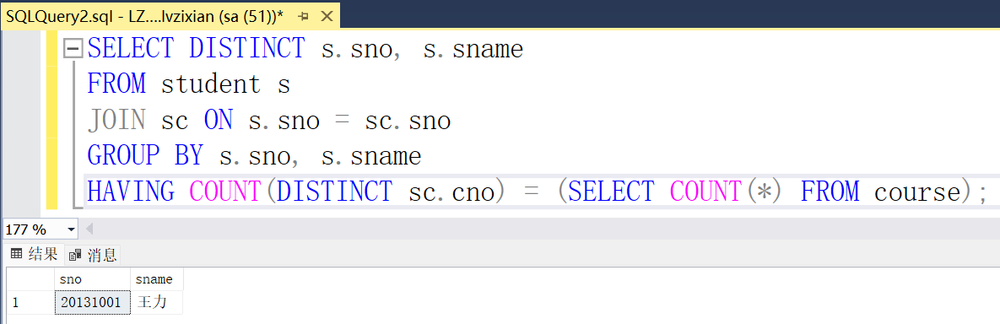 SQLQuery2.sql - LZ....lvzixian (sa (51))*
SELECT DISTINCT s.sno, s.sname
FROM student s
JOIN sc ON s.sno = sc.sno
GROUP BY s.sno, s.sname
HAVING COUNT(DISTINCT sc.cno) = (SELECT COUNT(*) FROM course);
177 %
结果 消息
sno sname
1 20131001 王力